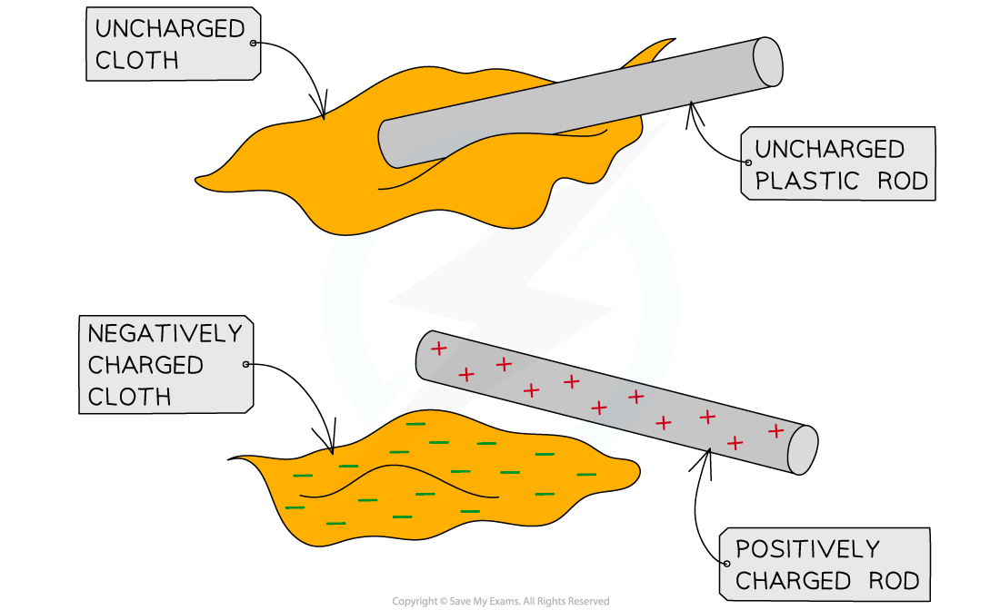 UNCHARGED
CLOTH
UNCHARGED
PLASTIC ROD
NEGATIVELY
CHARGED
CLOTH
POSITIVELY
CHARGED ROD
Copyright © Save My Exams. All Rights Reserved